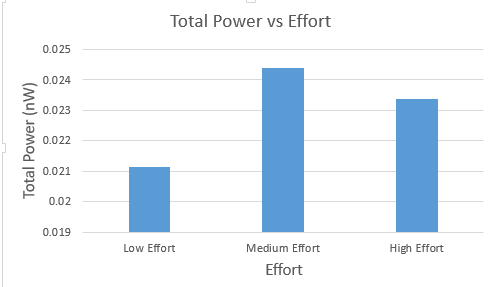 Total Power vs Effort
0.025
0.024
0.023
0.022
0.021
0.02
0.019
Total Power (nW)
Low Effort
Medium Effort
High Effort
Effort